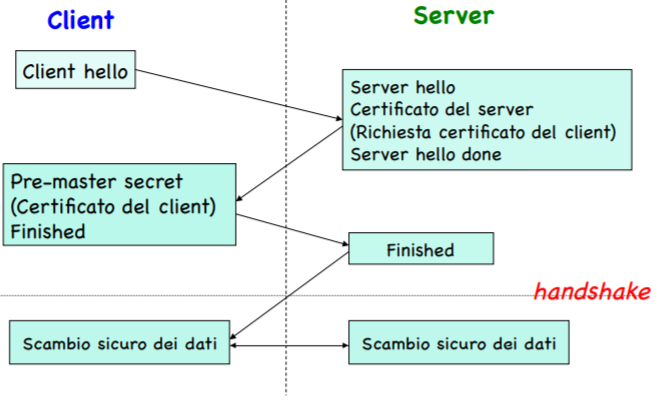 Client
Server
Client hello
Server hello
Certificato del server
(Richiesta certificato del client)
Server hello done
Pre-master secret
(Certificato del client)
Finished
Finished
handshake
Scambio sicuro dei dati
Scambio sicuro dei dati